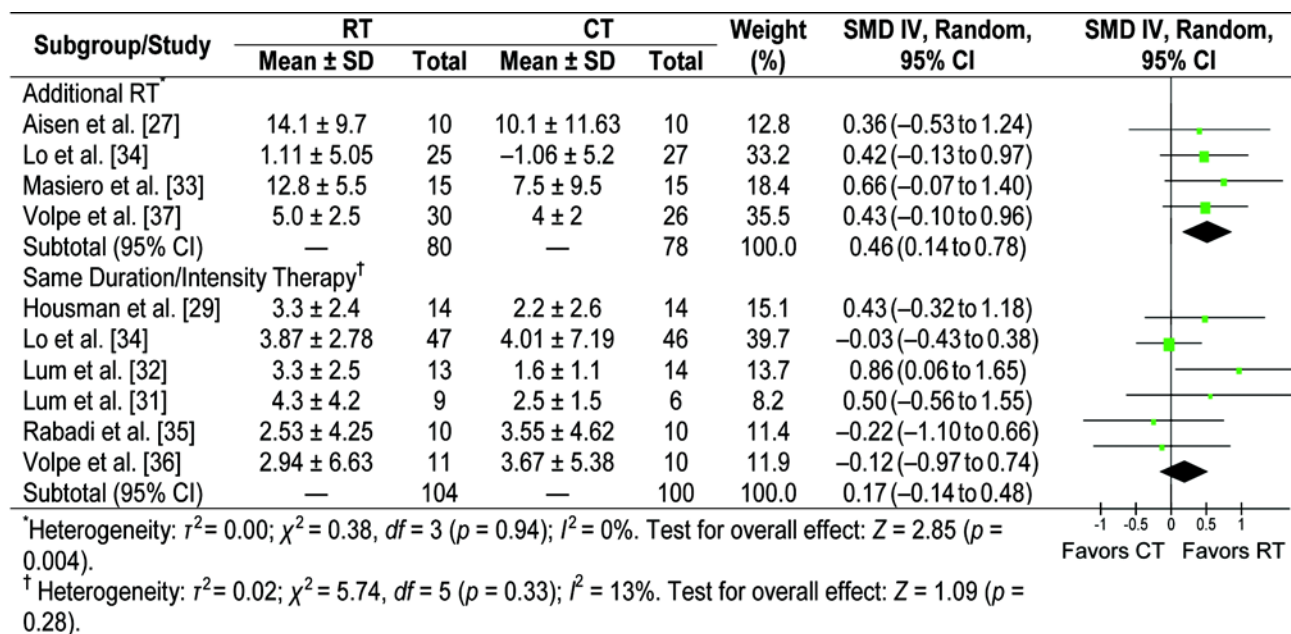 Subgroup/Study RT CT Weight (%) SMD IV, Random, 95% CI SMD IV, Random, 95% CI
Mean ± SD Total Mean ± SD Total
Additional RT*
Aisen et al. [27] 14.1 ± 9.7 10 10.1 ± 11.63 10 12.8 0.36 (–0.53 to 1.24)
Lo et al. [34] 1.11 ± 5.05 25 –1.06 ± 5.2 27 33.2 0.42 (–0.13 to 0.97)
Masiero et al. [33] 12.8 ± 5.5 15 7.5 ± 9.5 15 18.4 0.66 (–0.07 to 1.40)
Volpe et al. [37] 5.0 ± 2.5 30 4 ± 2 26 35.5 0.43 (–0.10 to 0.96)
Subtotal (95% CI) — 80 — 78 100.0 0.46 (0.14 to 0.78)
Same Duration/Intensity Therapy†
Housman et al. [29] 3.3 ± 2.4 14 2.2 ± 2.6 14 15.1 0.43 (–0.32 to 1.18)
Lo et al. [34] 3.87 ± 2.78 47 4.01 ± 7.19 46 39.7 -0.03 (–0.43 to 0.38)
Lum et al. [32] 3.3 ± 2.5 13 1.6 ± 1.1 14 13.7 0.86 (0.06 to 1.65)
Lum et al. [31] 4.3 ± 4.2 9 2.5 ± 1.5 6 8.2 0.50 (–0.56 to 1.55)
Rabadi et al. [35] 2.53 ± 4.25 10 3.55 ± 4.62 10 11.4 -0.22 (–1.10 to 0.66)
Volpe et al. [36] 2.94 ± 6.63 11 3.67 ± 5.38 10 11.9 -0.12 (–0.97 to 0.74)
Subtotal (95% CI) — 104 — 100 100.0 0.17 (–0.14 to 0.48)
-1 -0.5 0 0.5 1
Favors CT Favors RT
*Heterogeneity: τ² = 0.00; χ² = 0.38, df = 3 (p = 0.94); I² = 0%. Test for overall effect: Z = 2.85 (p =
0.004).
† Heterogeneity: τ² = 0.02; χ² = 5.74, df = 5 (p = 0.33); I² = 13%. Test for overall effect: Z = 1.09 (p =
0.28).